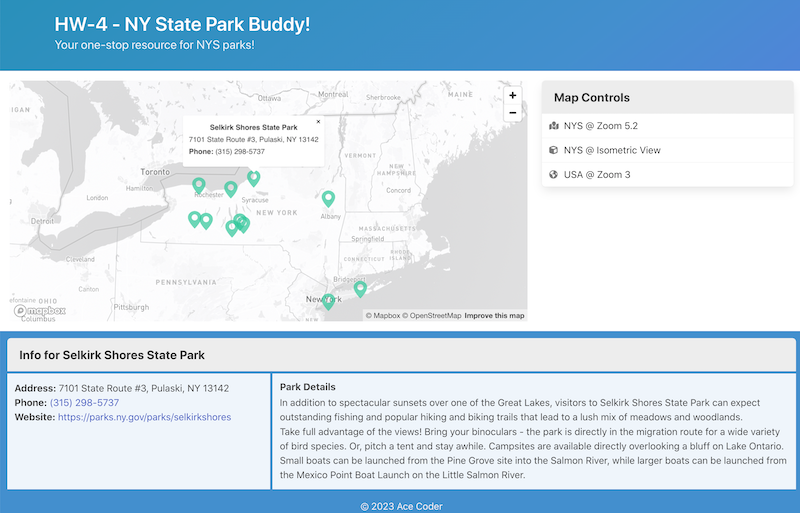 HW-4 - NY State Park Buddy!
Your one-stop resource for NYS parks!
Ottawa
Montreal
Sherbrooke
MAINE
IGAN
Selkirk Shores State Park
×
7101 State Route #3, Pulaski, NY 13142
Phone: (315) 298-5737
+
−
VERMONT
Toronto
NEW
HAMPSHIRE
Hamilton
Rochester
Syracuse
Concord
London
NEW YORK
Albany
Detroit
MASSACHUSETTS
Springfield
Cleveland
CONNECTICUT
RHODE
ISLAND
Canton
PENNSYLVANIA
Bridgeport
efontaine
OHIO
Pittsburgh
New York
mapbox
Columbus
© Mapbox © OpenStreetMap Improve this map
Map Controls
NYS @ Zoom 5.2
NYS @ Isometric View
USA @ Zoom 3
Info for Selkirk Shores State Park
Address: 7101 State Route #3, Pulaski, NY 13142
Phone: (315) 298-5737
Website: https://parks.ny.gov/parks/selkirkshores
Park Details
In addition to spectacular sunsets over one of the Great Lakes, visitors to Selkirk Shores State Park can expect
outstanding fishing and popular hiking and biking trails that lead to a lush mix of meadows and woodlands.
Take full advantage of the views! Bring your binoculars - the park is directly in the migration route for a wide variety
of bird species. Or, pitch a tent and stay awhile. Campsites are available directly overlooking a bluff on Lake Ontario.
Small boats can be launched from the Pine Grove site into the Salmon River, while larger boats can be launched from
the Mexico Point Boat Launch on the Little Salmon River.
© 2023 Ace Coder